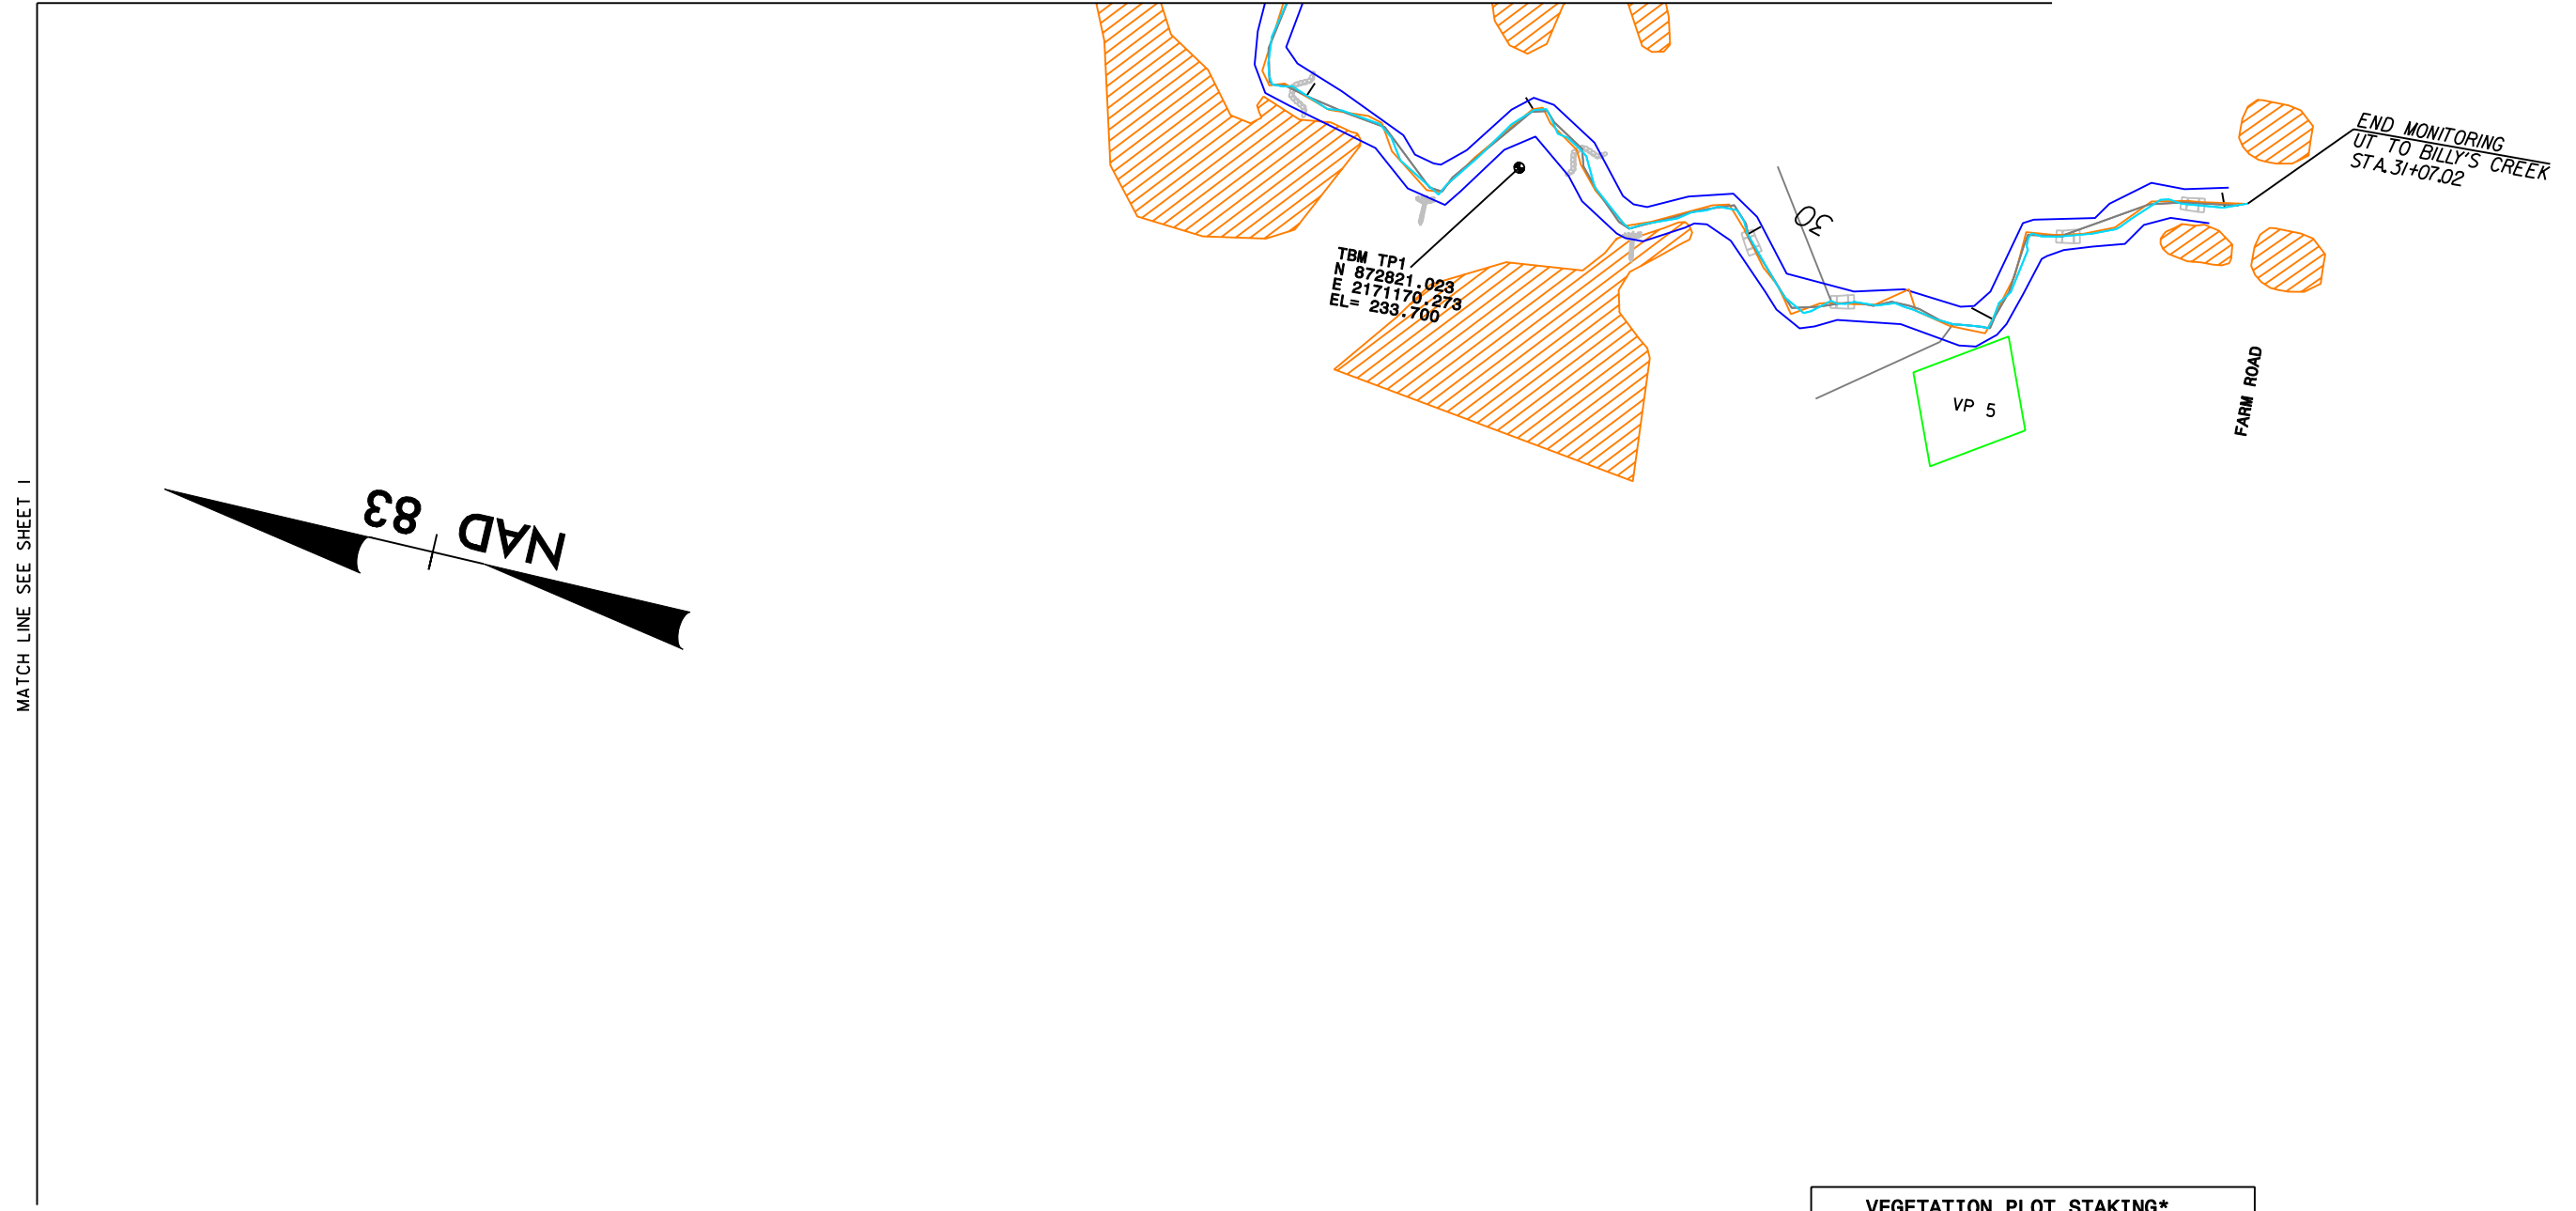 END MONITORING
UT TO BILLY'S CREEK
STA.31+07.02
30
TBM TP1
N 872821.023
E 2171170.273
EL= 233.700
FARM ROAD
VP 5
MATCH LINE SEE SHEET 1
NAD 83
VEGETATION PLOT STAKING*